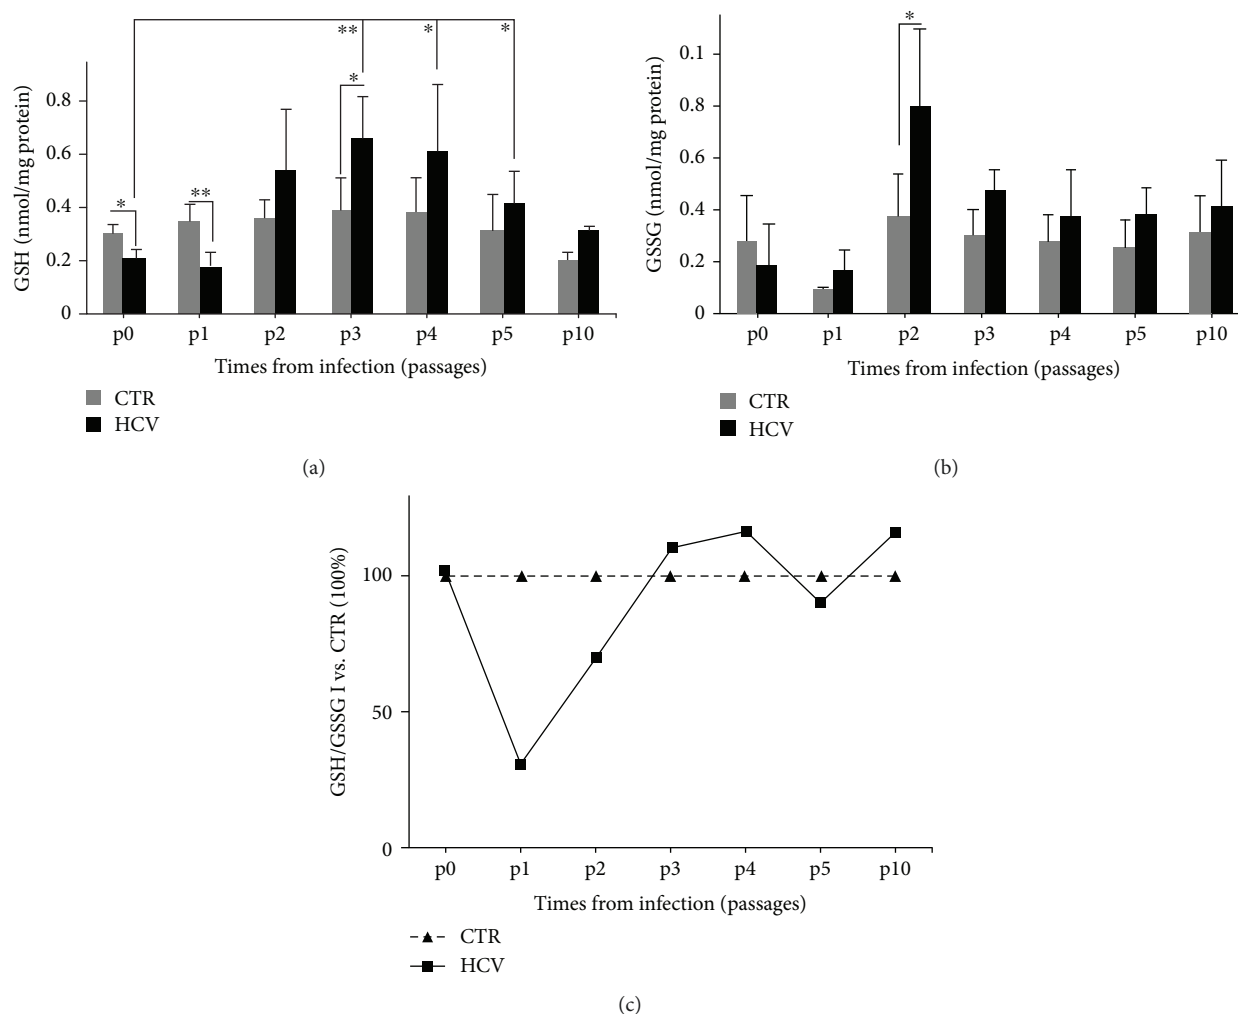 ** * *
*
* **
GSH (nmol/mg protein)
0.8
0.6
0.4
0.2
0
p0 p1 p2 p3 p4 p5 p10
Times from infection (passages)
CTR
HCV
(a)
*
GSSG (nmol/mg protein)
0.1
0.8
0.6
0.4
0.2
0
p0 p1 p2 p3 p4 p5 p10
Times from infection (passages)
CTR
HCV
(b)
GSH/GSSG I vs. CTR (100%)
100
50
0
p0 p1 p2 p3 p4 p5 p10
Times from infection (passages)
CTR
HCV
(c)